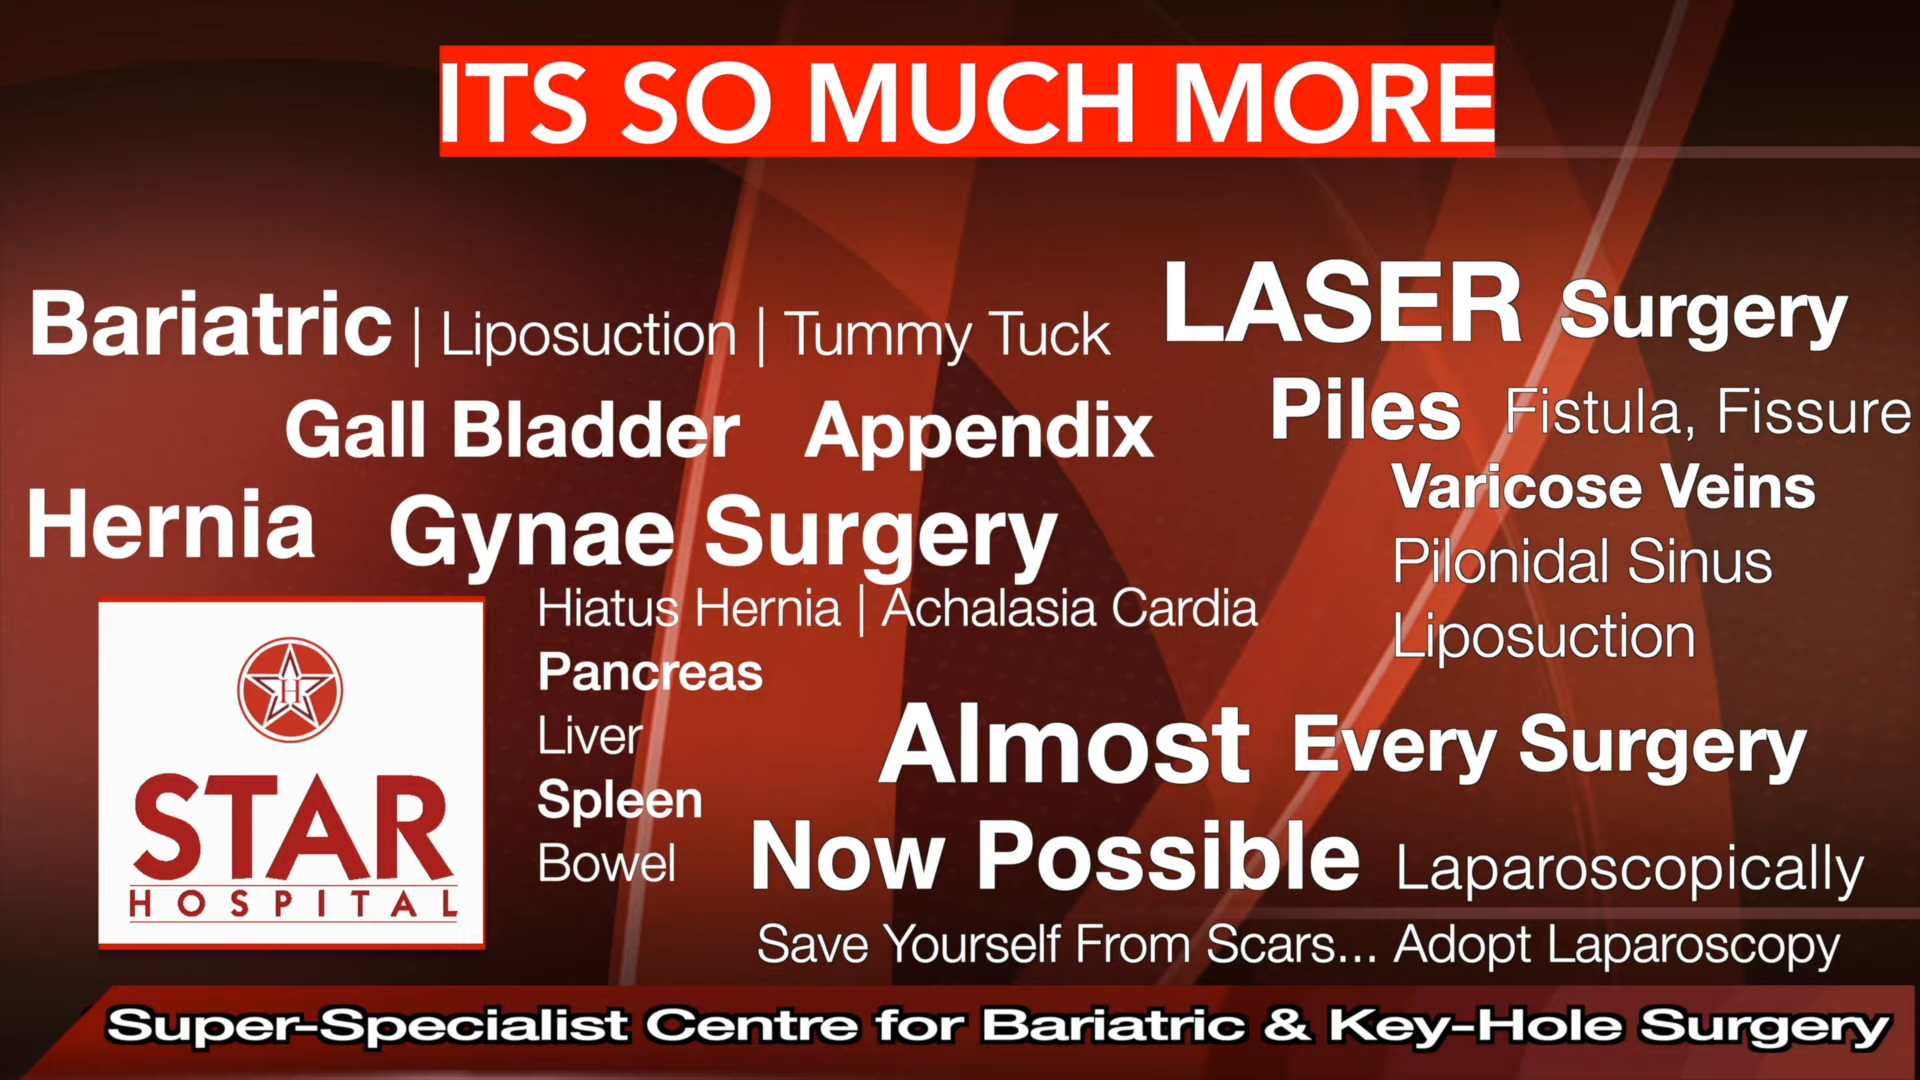 ITS SO MUCH MORE
Bariatric | Liposuction | Tummy Tuck
Gall Bladder Appendix
Hernia Gynae Surgery
Hiatus Hernia | Achalasia Cardia
Pancreas
Liver
Spleen
Bowel
LASER Surgery
Piles Fistula, Fissure
Varicose Veins
Pilonidal Sinus
Liposuction
Almost Every Surgery
Now Possible Laparoscopically
Save Yourself From Scars... Adopt Laparoscopy
H
STAR
HOSPITAL
Super-Specialist Centre for Bariatric & Key-Hole Surgery